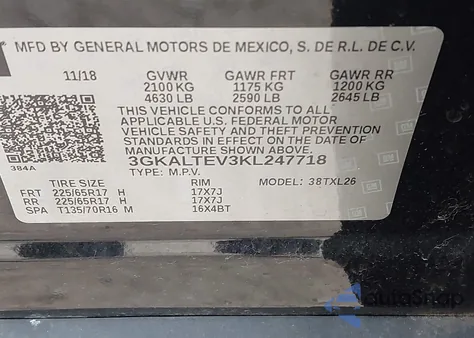 MFD BY GENERAL MOTORS DE MEXICO, S. DE R.L. DE C.V.
11/18 GVWR GAWR FRT GAWR RR
2100 KG 1175 KG 1200 KG
4630 LB 2590 LB 2645 LB
THIS VEHICLE CONFORMS TO ALL
APPLICABLE U.S. FEDERAL MOTOR
VEHICLE SAFETY AND THEFT PREVENTION
STANDARDS IN EFFECT ON THE DATE OF
MANUFACTURE SHOWN ABOVE.
384A
3GKALTEV3KL247718
TYPE: M.P.V. MODEL: 38TXL26
TIRE SIZE RIM
FRT 225/65R17 H 17X7J
RR 225/65R17 H 17X7J
SPA T135/70R16 M 16X4BT
AutoSnap